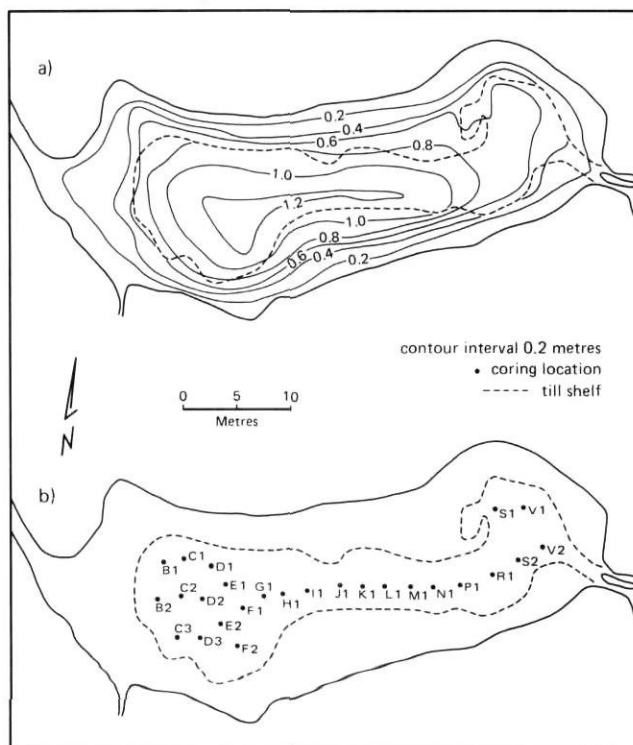 a)
0.2
0.4
0.6
0.8
1.0
1.2
1.0
0.8
0.6
0.4
0.2
contour interval 0.2 metres
• coring location
till shelf
0 5 10
Metres
N
b)
S1 V1
C1
B1 D1
V2
S2
R1
E1
C2 G1
B2 D2 H1 I1 J1 K1 L1 M1 N1 P1
F1
E2
C3 D3
F2